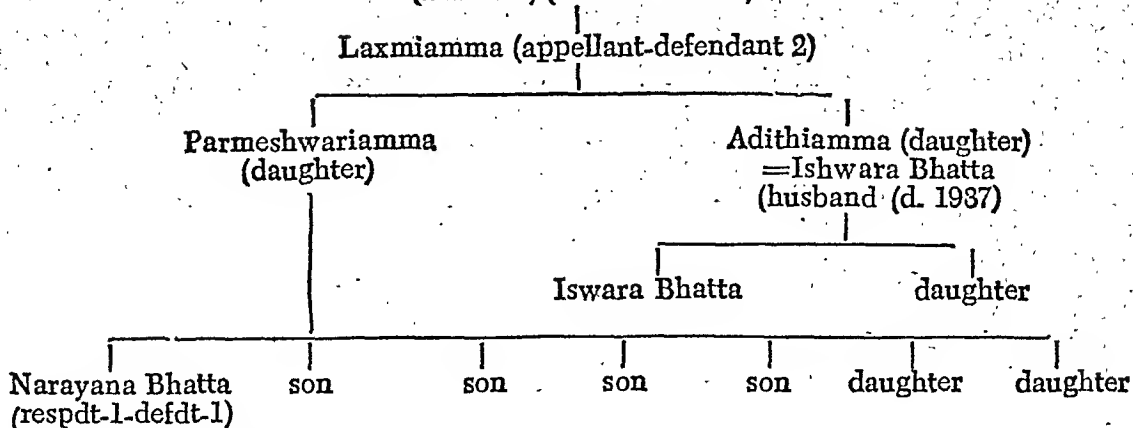 Laxmiamma (appellant-defendant 2)
Parmeshwariamma Adithiamma (daughter)
(daughter) =Ishwara Bhatta
(husband (d. 1937)
Iswara Bhatta daughter
Narayana Bhatta son son son son daughter daughter
(respdt-1-defdt-1)